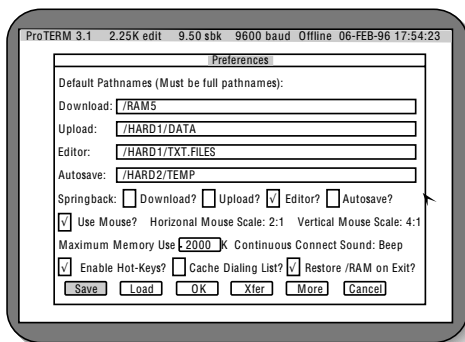 ProTERM 3.1 2.25K edit 9.50 sbk 9600 baud Offline 06-FEB-96 17:54:23
Preferences
Default Pathnames (Must be full pathnames):
Download: /RAM5
Upload: /HARD1/DATA
Editor: /HARD1/TXT.FILES
Autosave: /HARD2/TEMP
Springback: Download? Upload? √ Editor? Autosave?
√ Use Mouse? Horizonal Mouse Scale: 2:1 Vertical Mouse Scale: 4:1
Maximum Memory Use 2000 K Continuous Connect Sound: Beep
√ Enable Hot-Keys? Cache Dialing List? √ Restore /RAM on Exit?
Save Load OK Xfer More Cancel